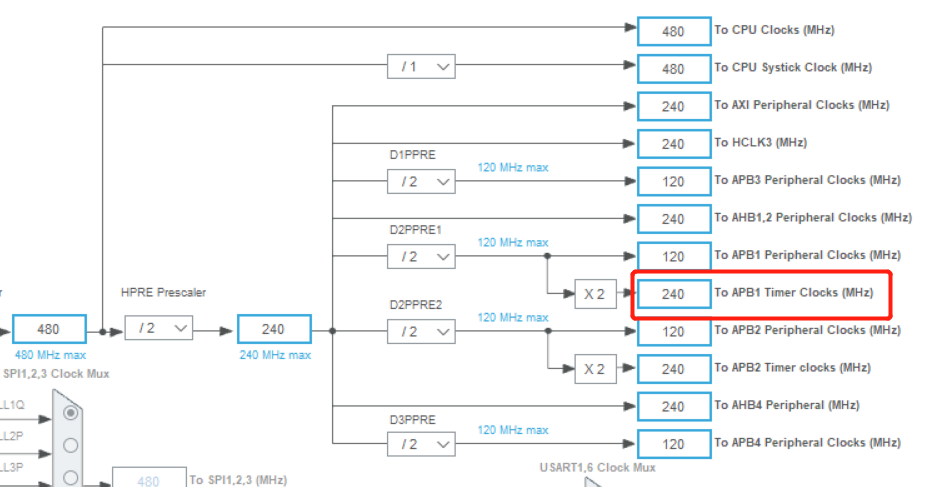 480 To CPU Clocks (MHz)
/ 1 480 To CPU Systick Clock (MHz)
240 To AXI Peripheral Clocks (MHz)
240 To HCLK3 (MHz)
D1PPRE
120 MHz max
/ 2 120 To APB3 Peripheral Clocks (MHz)
240 To AHB1,2 Peripheral Clocks (MHz)
D2PPRE1
120 MHz max
/ 2 120 To APB1 Peripheral Clocks (MHz)
HPRE Prescaler
X 2 240 To APB1 Timer Clocks (MHz)
D2PPRE2
120 MHz max
480 / 2 240 / 2 120 To APB2 Peripheral Clocks (MHz)
480 MHz max 240 MHz max
X 2 240 To APB2 Timer clocks (MHz)
SPI1,2,3 Clock Mux
240 To AHB4 Peripheral (MHz)
LL1Q
D3PPRE
120 MHz max
LL2P
/ 2 120 To APB4 Peripheral Clocks (MHz)
LL3P
USART1,6 Clock Mux
480 To SPI1,2,3 (MHz)